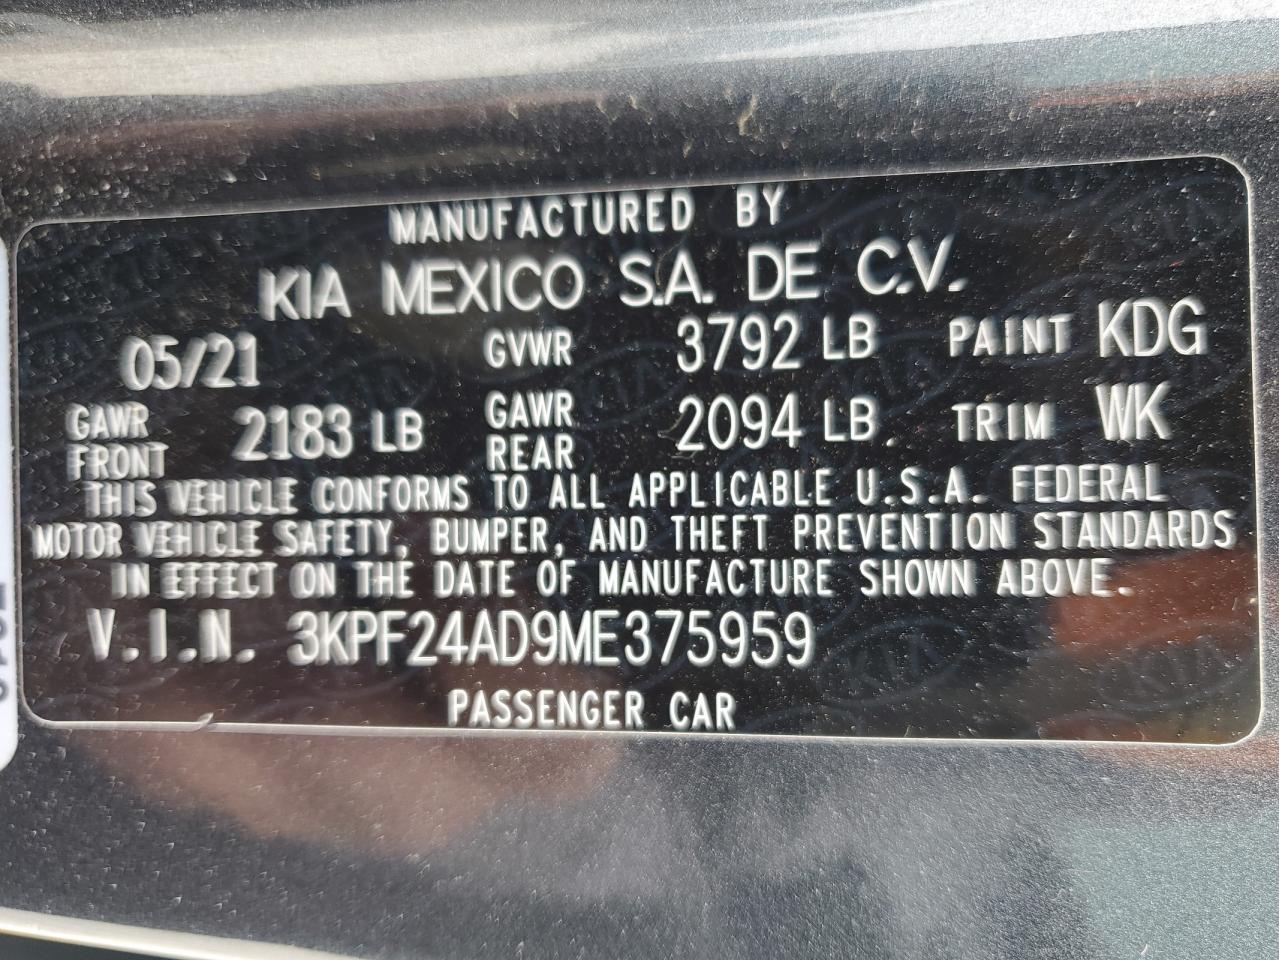 MANUFACTURED BY
KIA MEXICO S.A. DE C.V.
05/21 GVWR 3792 LB PAINT KDG
GAWR FRONT 2183 LB GAWR REAR 2094 LB TRIM WK
THIS VEHICLE CONFORMS TO ALL APPLICABLE U.S.A. FEDERAL
MOTOR VEHICLE SAFETY, BUMPER, AND THEFT PREVENTION STANDARDS
IN EFFECT ON THE DATE OF MANUFACTURE SHOWN ABOVE.
V.I.N. 3KPF24AD9ME375959
PASSENGER CAR